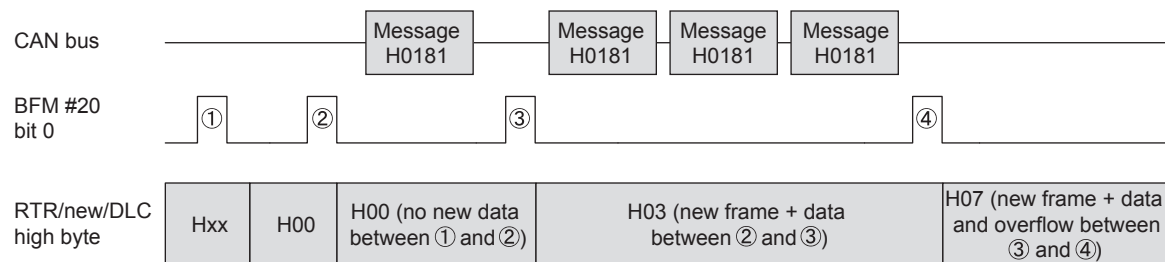 CAN bus
Message
H0181
Message
H0181
Message
H0181
Message
H0181
BFM #20
bit 0
①
②
③
④
RTR/new/DLC
high byte
Hxx
H00
H00 (no new data
between ① and ②)
H03 (new frame + data
between ② and ③)
H07 (new frame + data
and overflow between
③ and ④)